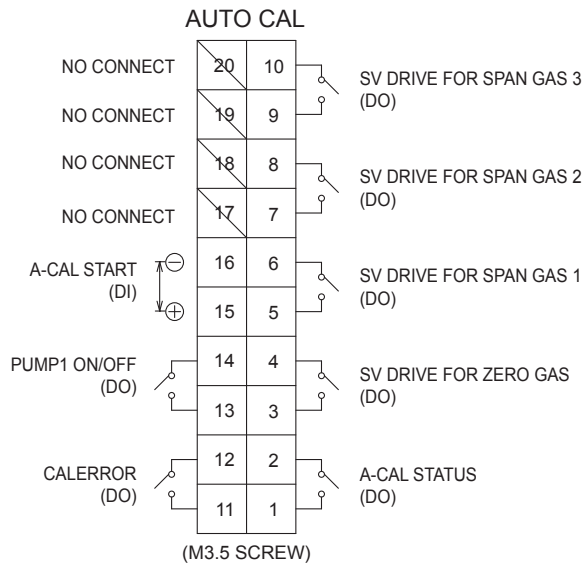 AUTO CAL
NO CONNECT 20 10 SV DRIVE FOR SPAN GAS 3
(DO)
NO CONNECT 19 9
NO CONNECT 18 8 SV DRIVE FOR SPAN GAS 2
(DO)
NO CONNECT 17 7
A-CAL START
(DI)
− 16 6 SV DRIVE FOR SPAN GAS 1
(DO)
+ 15 5
PUMP1 ON/OFF
(DO)
14 4 SV DRIVE FOR ZERO GAS
(DO)
13 3
CALERROR
(DO)
12 2 A-CAL STATUS
(DO)
11 1
(M3.5 SCREW)